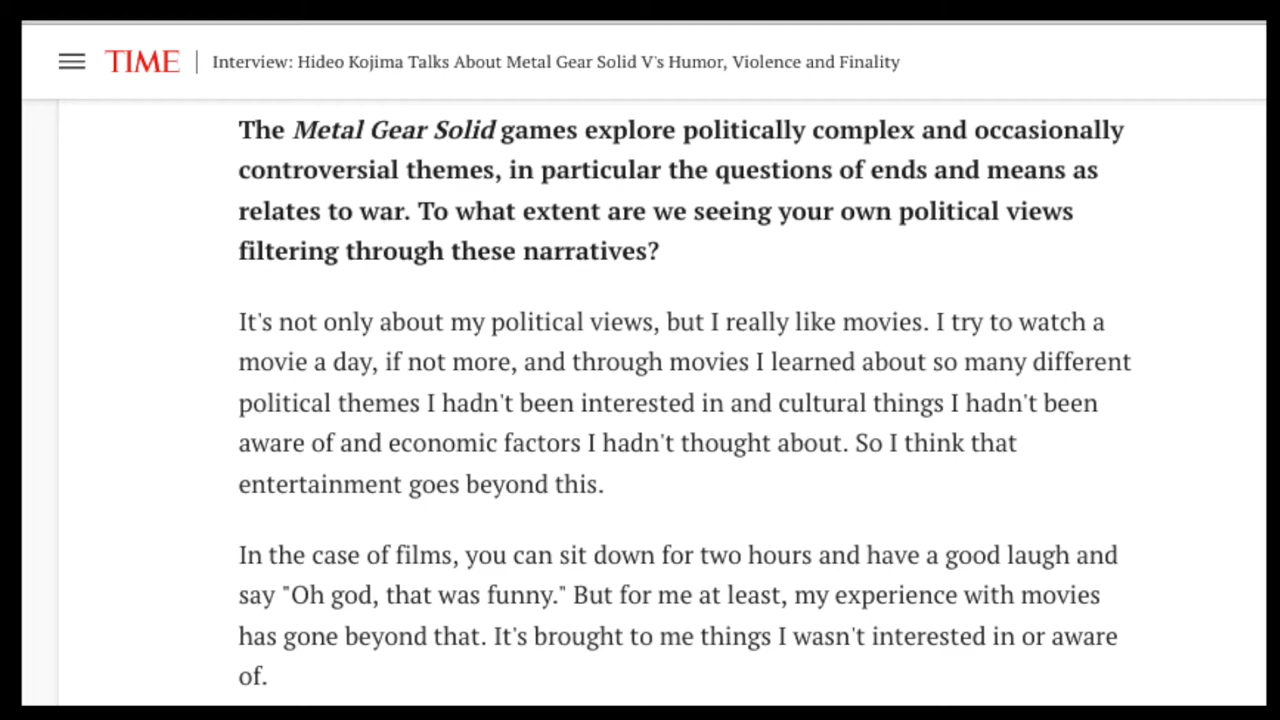 TIME | Interview: Hideo Kojima Talks About Metal Gear Solid V's Humor, Violence and Finality
The Metal Gear Solid games explore politically complex and occasionally
controversial themes, in particular the questions of ends and means as
relates to war. To what extent are we seeing your own political views
filtering through these narratives?
It's not only about my political views, but I really like movies. I try to watch a
movie a day, if not more, and through movies I learned about so many different
political themes I hadn't been interested in and cultural things I hadn't been
aware of and economic factors I hadn't thought about. So I think that
entertainment goes beyond this.
In the case of films, you can sit down for two hours and have a good laugh and
say "Oh god, that was funny." But for me at least, my experience with movies
has gone beyond that. It's brought to me things I wasn't interested in or aware
of.